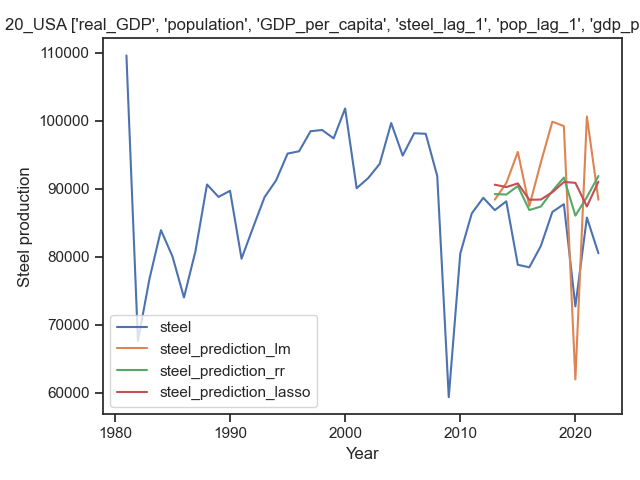 20_USA ['real_GDP', 'population', 'GDP_per_capita', 'steel_lag_1', 'pop_lag_1', 'gdp_p
110000
100000
90000
80000
70000
60000
Steel production
steel
steel_prediction_lm
steel_prediction_rr
steel_prediction_lasso
1980
1990
2000
2010
2020
Year